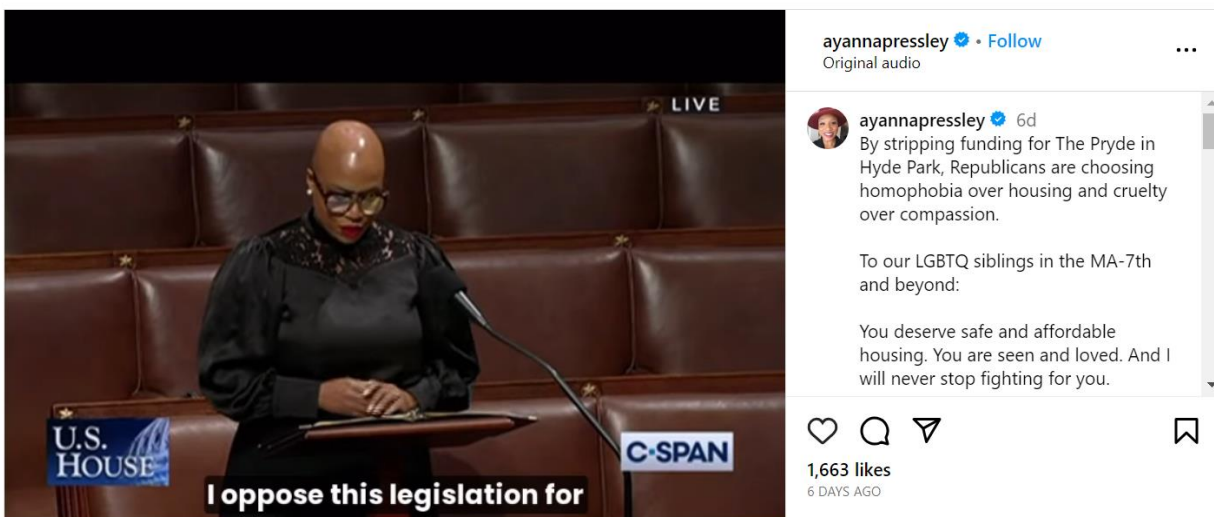 LIVE
U.S.
HOUSE
C-SPAN
I oppose this legislation for
ayannapressley • Follow
Original audio
ayannapressley 6d
By stripping funding for The Pryde in
Hyde Park, Republicans are choosing
homophobia over housing and cruelty
over compassion.
To our LGBTQ siblings in the MA-7th
and beyond:
You deserve safe and affordable
housing. You are seen and loved. And I
will never stop fighting for you.
1,663 likes
6 DAYS AGO